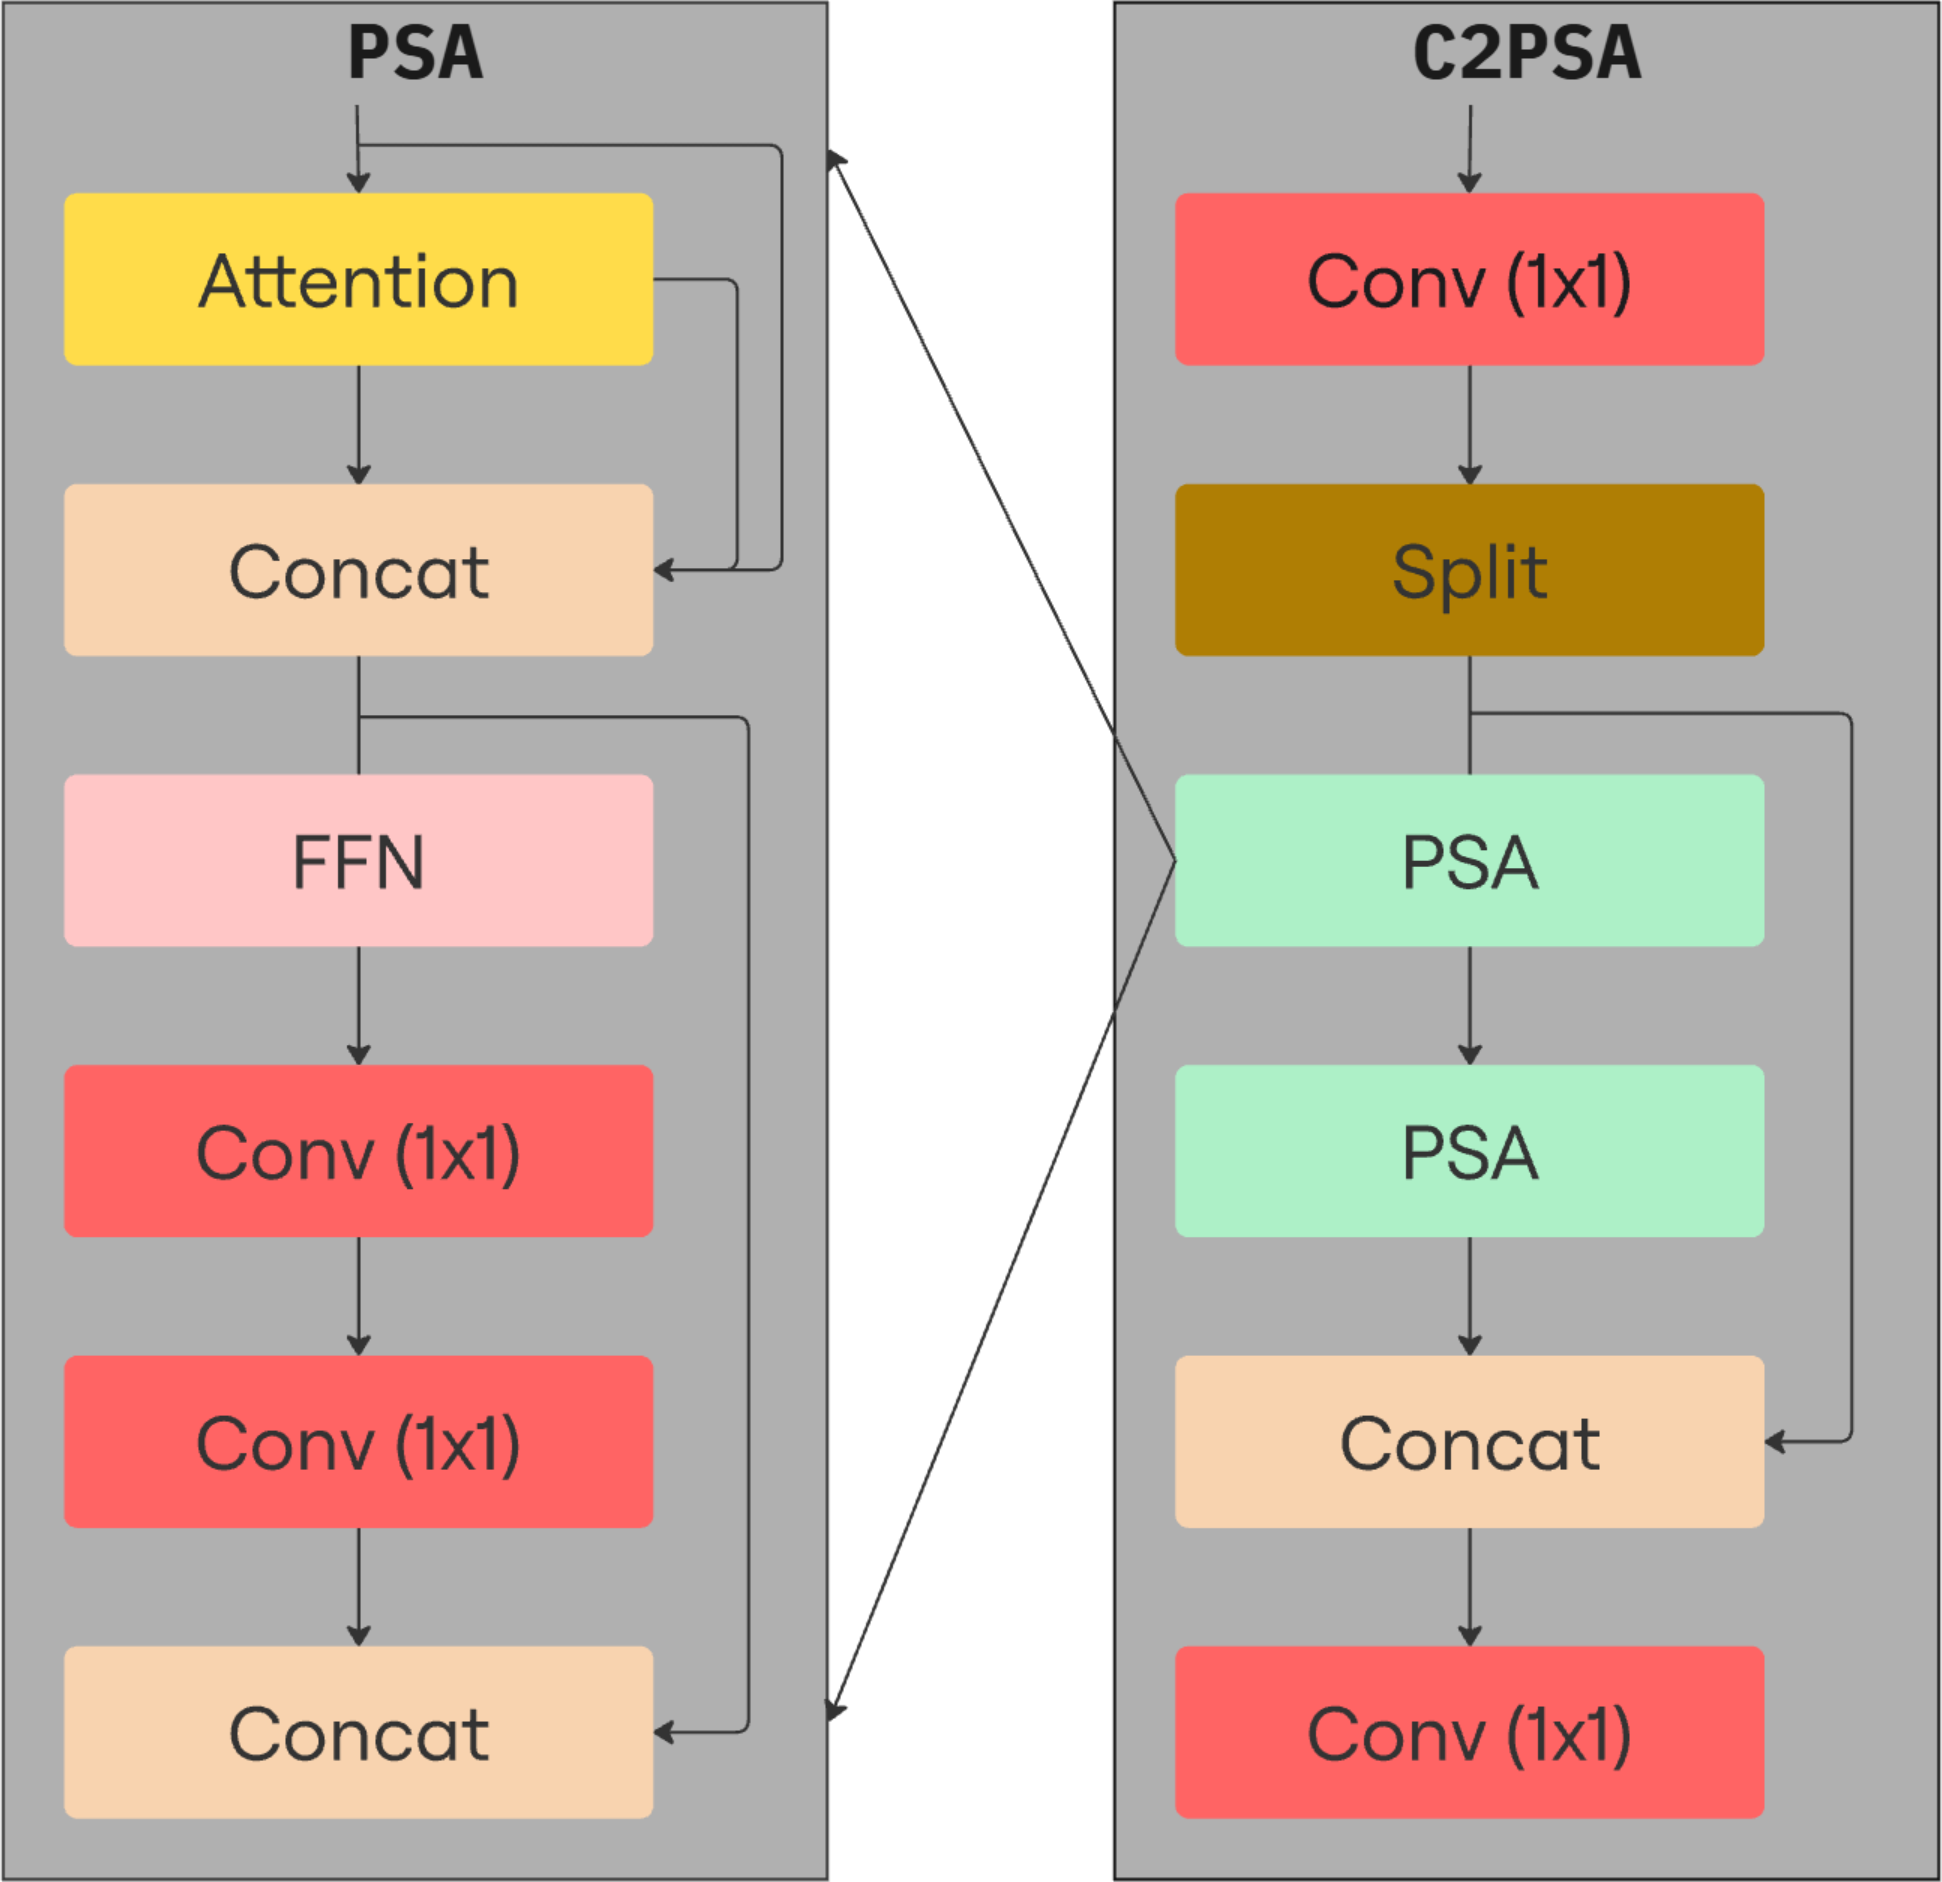 PSA
Attention
Concat
FFN
Conv (1x1)
Conv (1x1)
Concat
C2PSA
Conv (1x1)
Split
PSA
PSA
Concat
Conv (1x1)